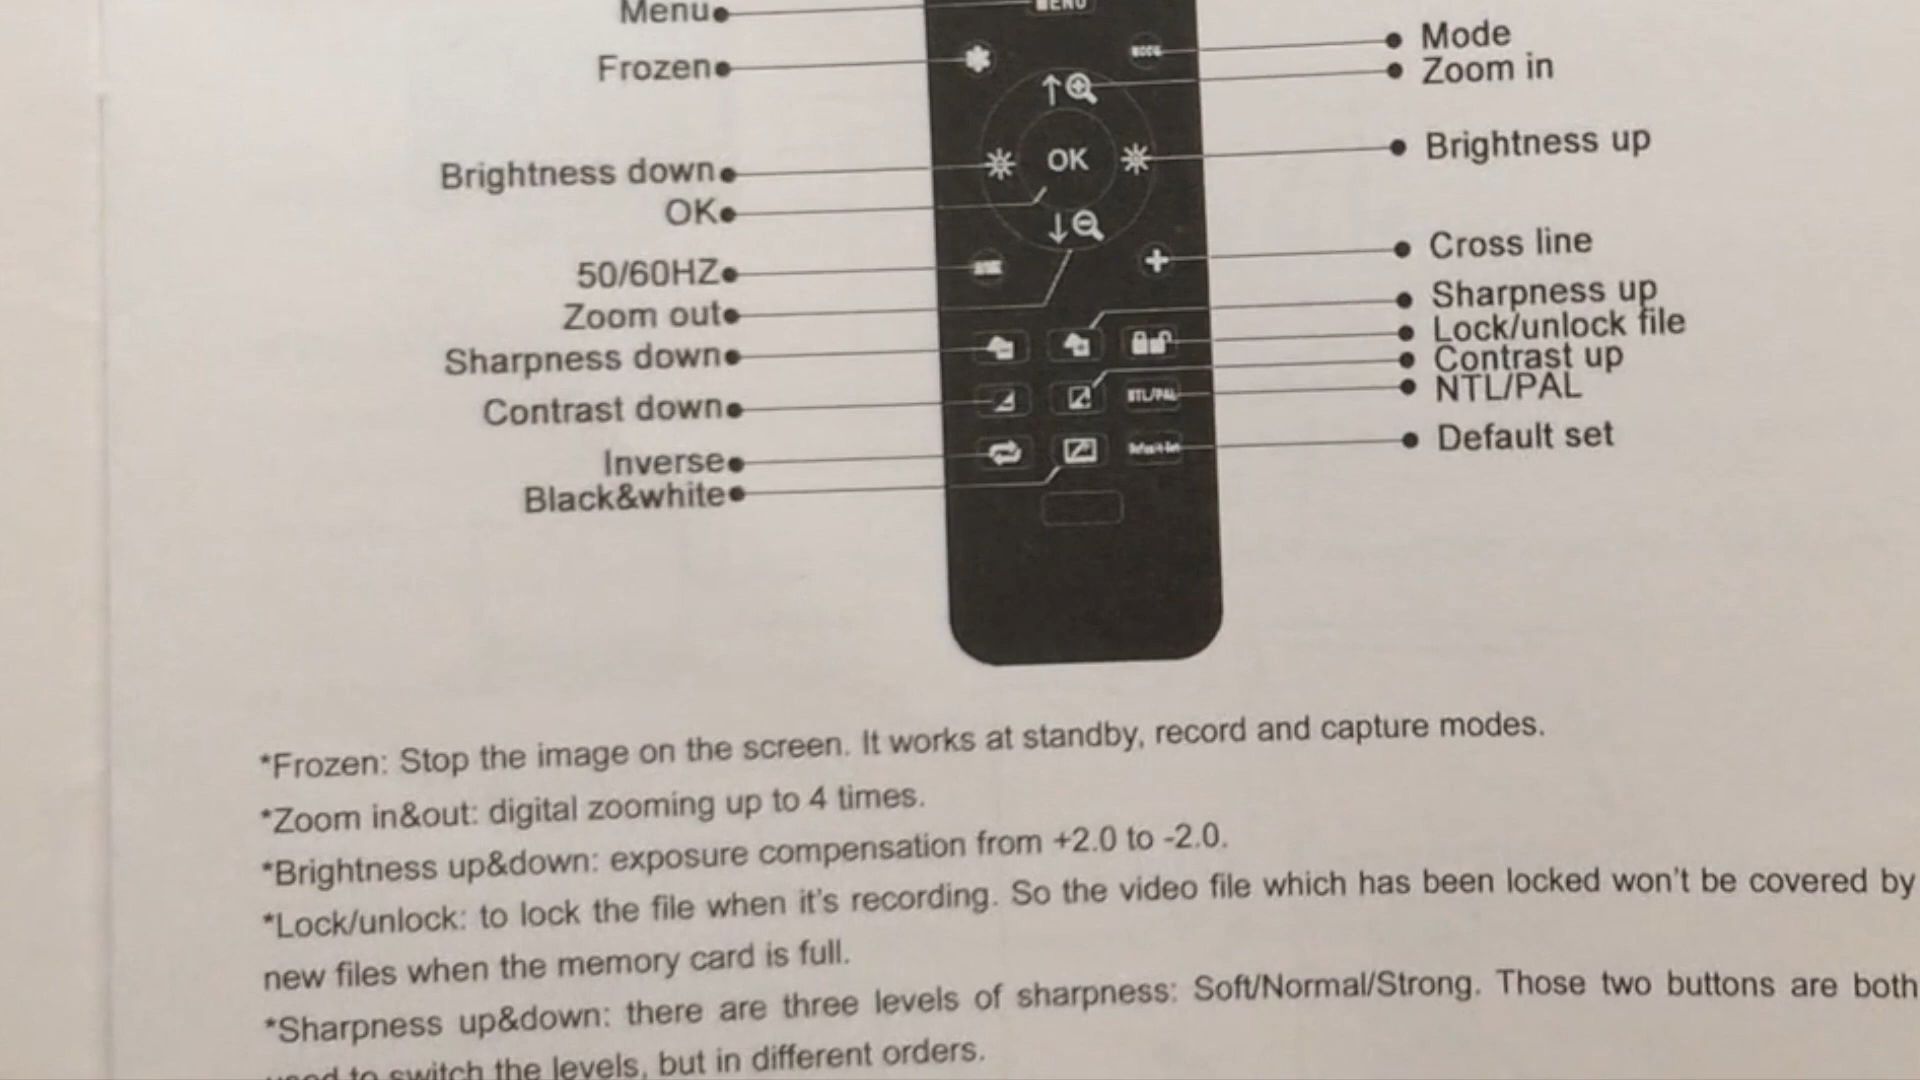 Menu
Frozen
Brightness down
OK
50/60HZ
Zoom out
Sharpness down
Contrast down
Inverse
Black&white
MENU
MODE
OK
NTL/PAL
Mode
Zoom in
Brightness up
Cross line
Sharpness up
Lock/unlock file
Contrast up
NTL/PAL
Default set
*Frozen: Stop the image on the screen. It works at standby, record and capture modes.
*Zoom in&out: digital zooming up to 4 times.
*Brightness up&down: exposure compensation from +2.0 to -2.0.
*Lock/unlock: to lock the file when it's recording. So the video file which has been locked won't be covered by
new files when the memory card is full.
*Sharpness up&down: there are three levels of sharpness: Soft/Normal/Strong. Those two buttons are both
used to switch the levels, but in different orders.